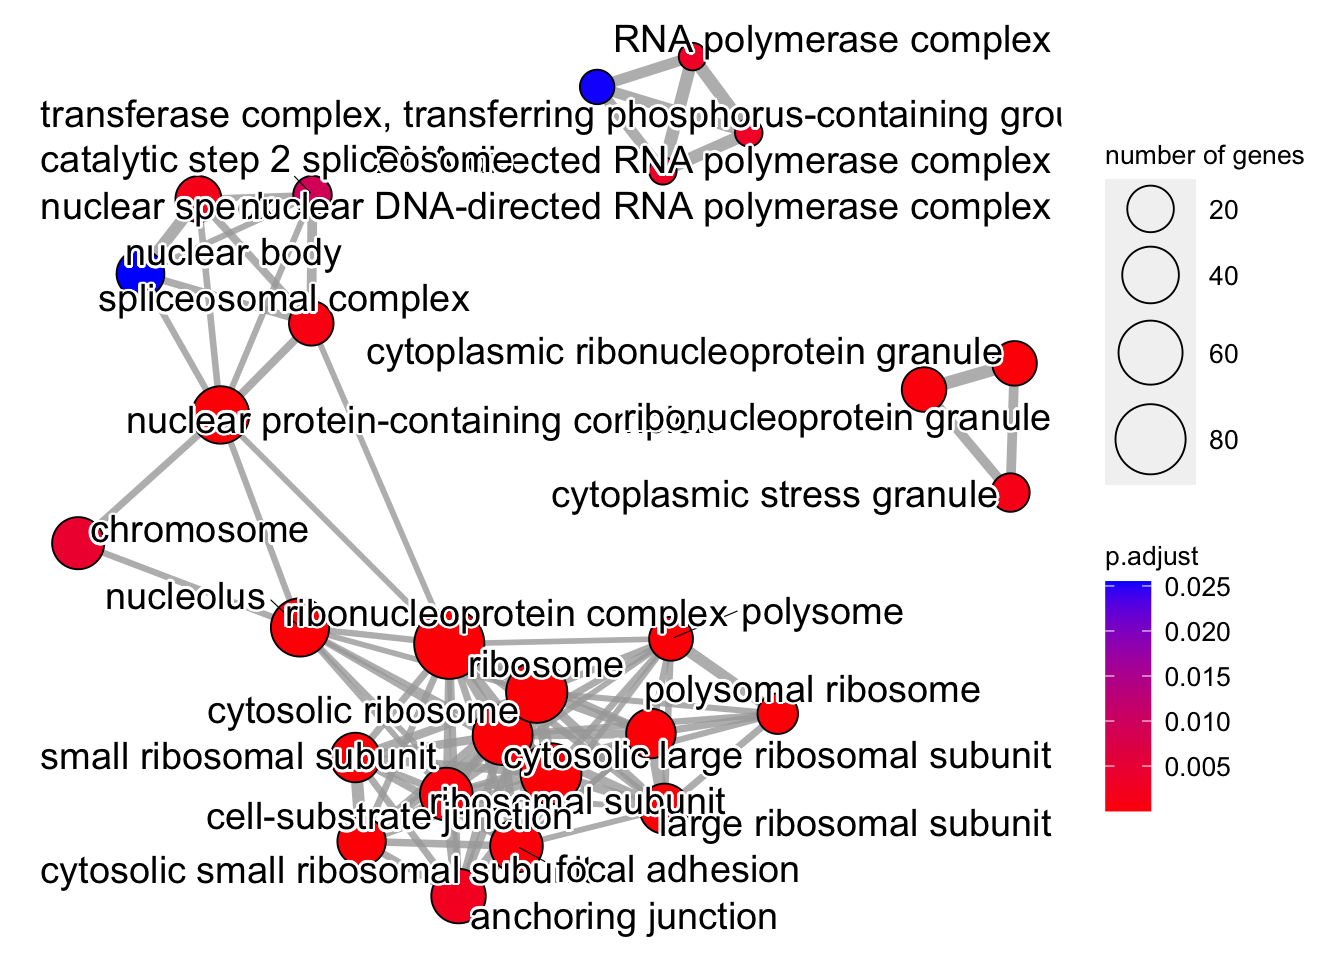 RNA polymerase complex
transferase complex, transferring phosphorus-containing grou
catalytic step 2 spliceosome
directed RNA polymerase complex
nuclear spe
nuclear DNA-directed RNA polymerase complex
nuclear body
spliceosomal complex
cytoplasmic ribonucleoprotein granule
nuclear protein-containing complex
ribonucleoprotein granule
cytoplasmic stress granule
chromosome
nucleolus
ribonucleoprotein complex
polysome
ribosome
polysomal ribosome
cytosolic ribosome
small ribosomal subunit
cytosolic large ribosomal subunit
ribosomal subunit
cell-substrate junction
large ribosomal subunit
cytosolic small ribosomal subunit
focal adhesion
anchoring junction
number of genes
20
40
60
80
p.adjust
0.025
0.020
0.015
0.010
0.005